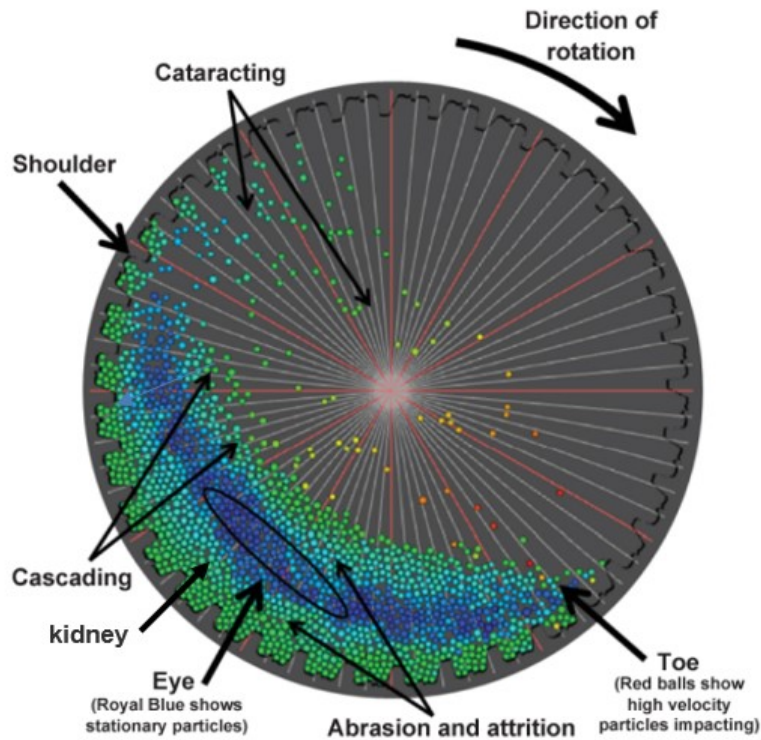 Direction of
rotation
Cataracting
Shoulder
Cascading
kidney
Eye
(Royal Blue shows
stationary particles)
Abrasion and attrition
Toe
(Red balls show
high velocity
particles impacting)